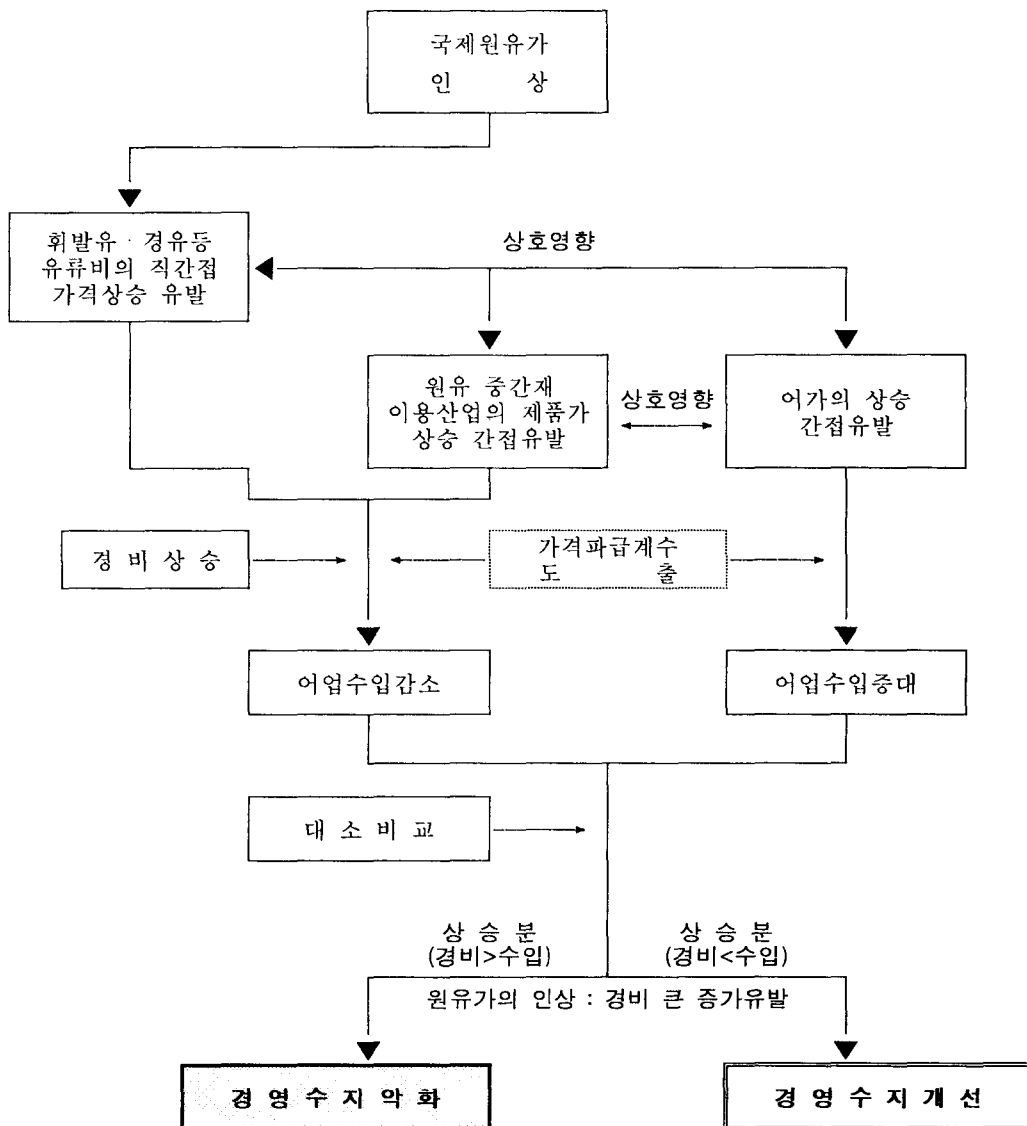 국제원유가
인 상
휘발유·경유등
유류비의 직간접
가격상승 유발
상호영향
원유 중간재
이용산업의 제품가
상승 간접유발
상호영향
어가의 상승
간접유발
경 비 상 승
가격파급계수
도 출
어업수입감소
어업수입증대
대 소 비 교
상 승 분
(경비>수입)
상 승 분
(경비<수입)
원유가의 인상 : 경비 큰 증가유발
경 영 수 지 악 화
경 영 수 지 개 선